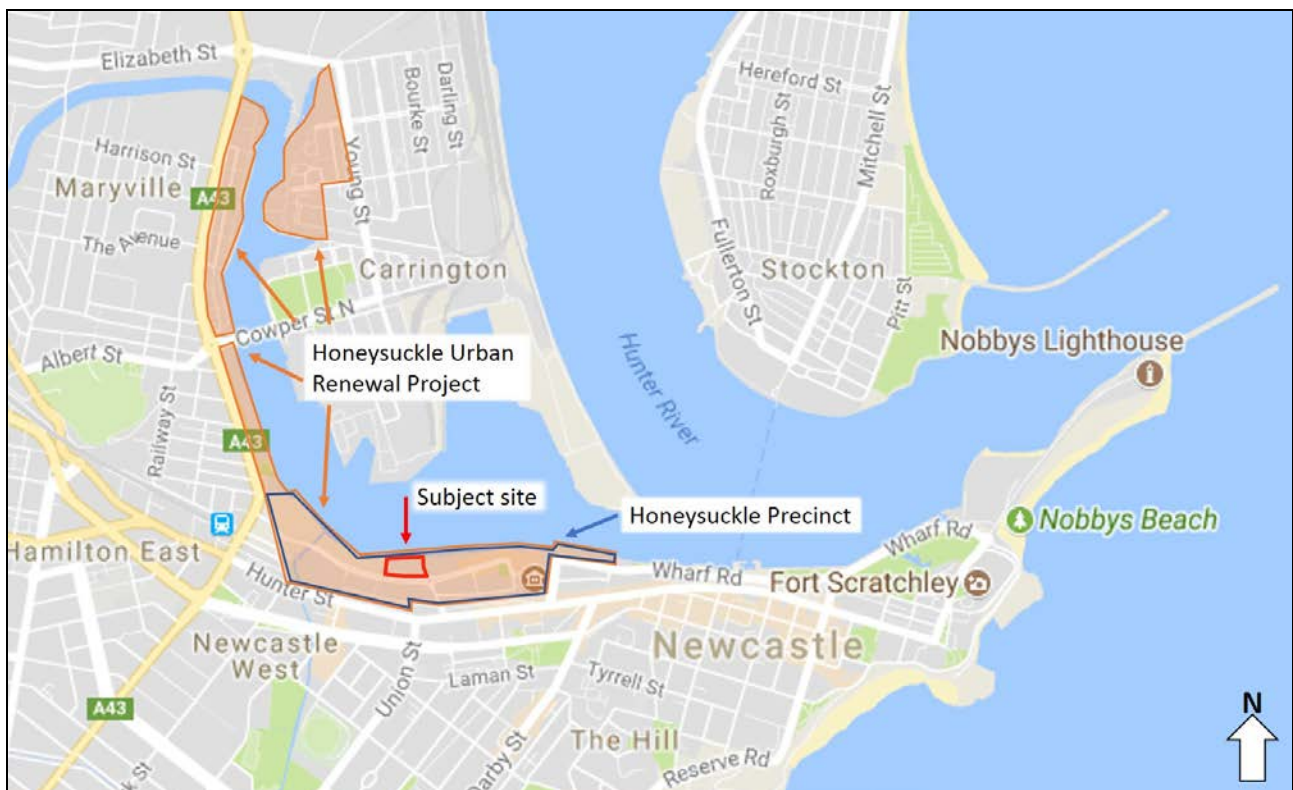 Elizabeth St
Bourke St
Darling St
Hereford St
Roxburgh St
Mitchell St
Harrison St
Maryville
A43
Young St
The Avenue
Carrington
Fullerton St
Stockton
Pitt St
Cowper St N
Albert St
Honeysuckle Urban
Renewal Project
Hunter River
Nobbys Lighthouse
Railway St
A43
Subject site
Honeysuckle Precinct
Nobbys Beach
Hamilton East
Wharf Rd
Hunter St
Wharf Rd
Fort Scratchley
Newcastle
West
Newcastle
Union St
Laman St
Tyrrell St
A43
Darby St
The Hill
Reserve Rd
N